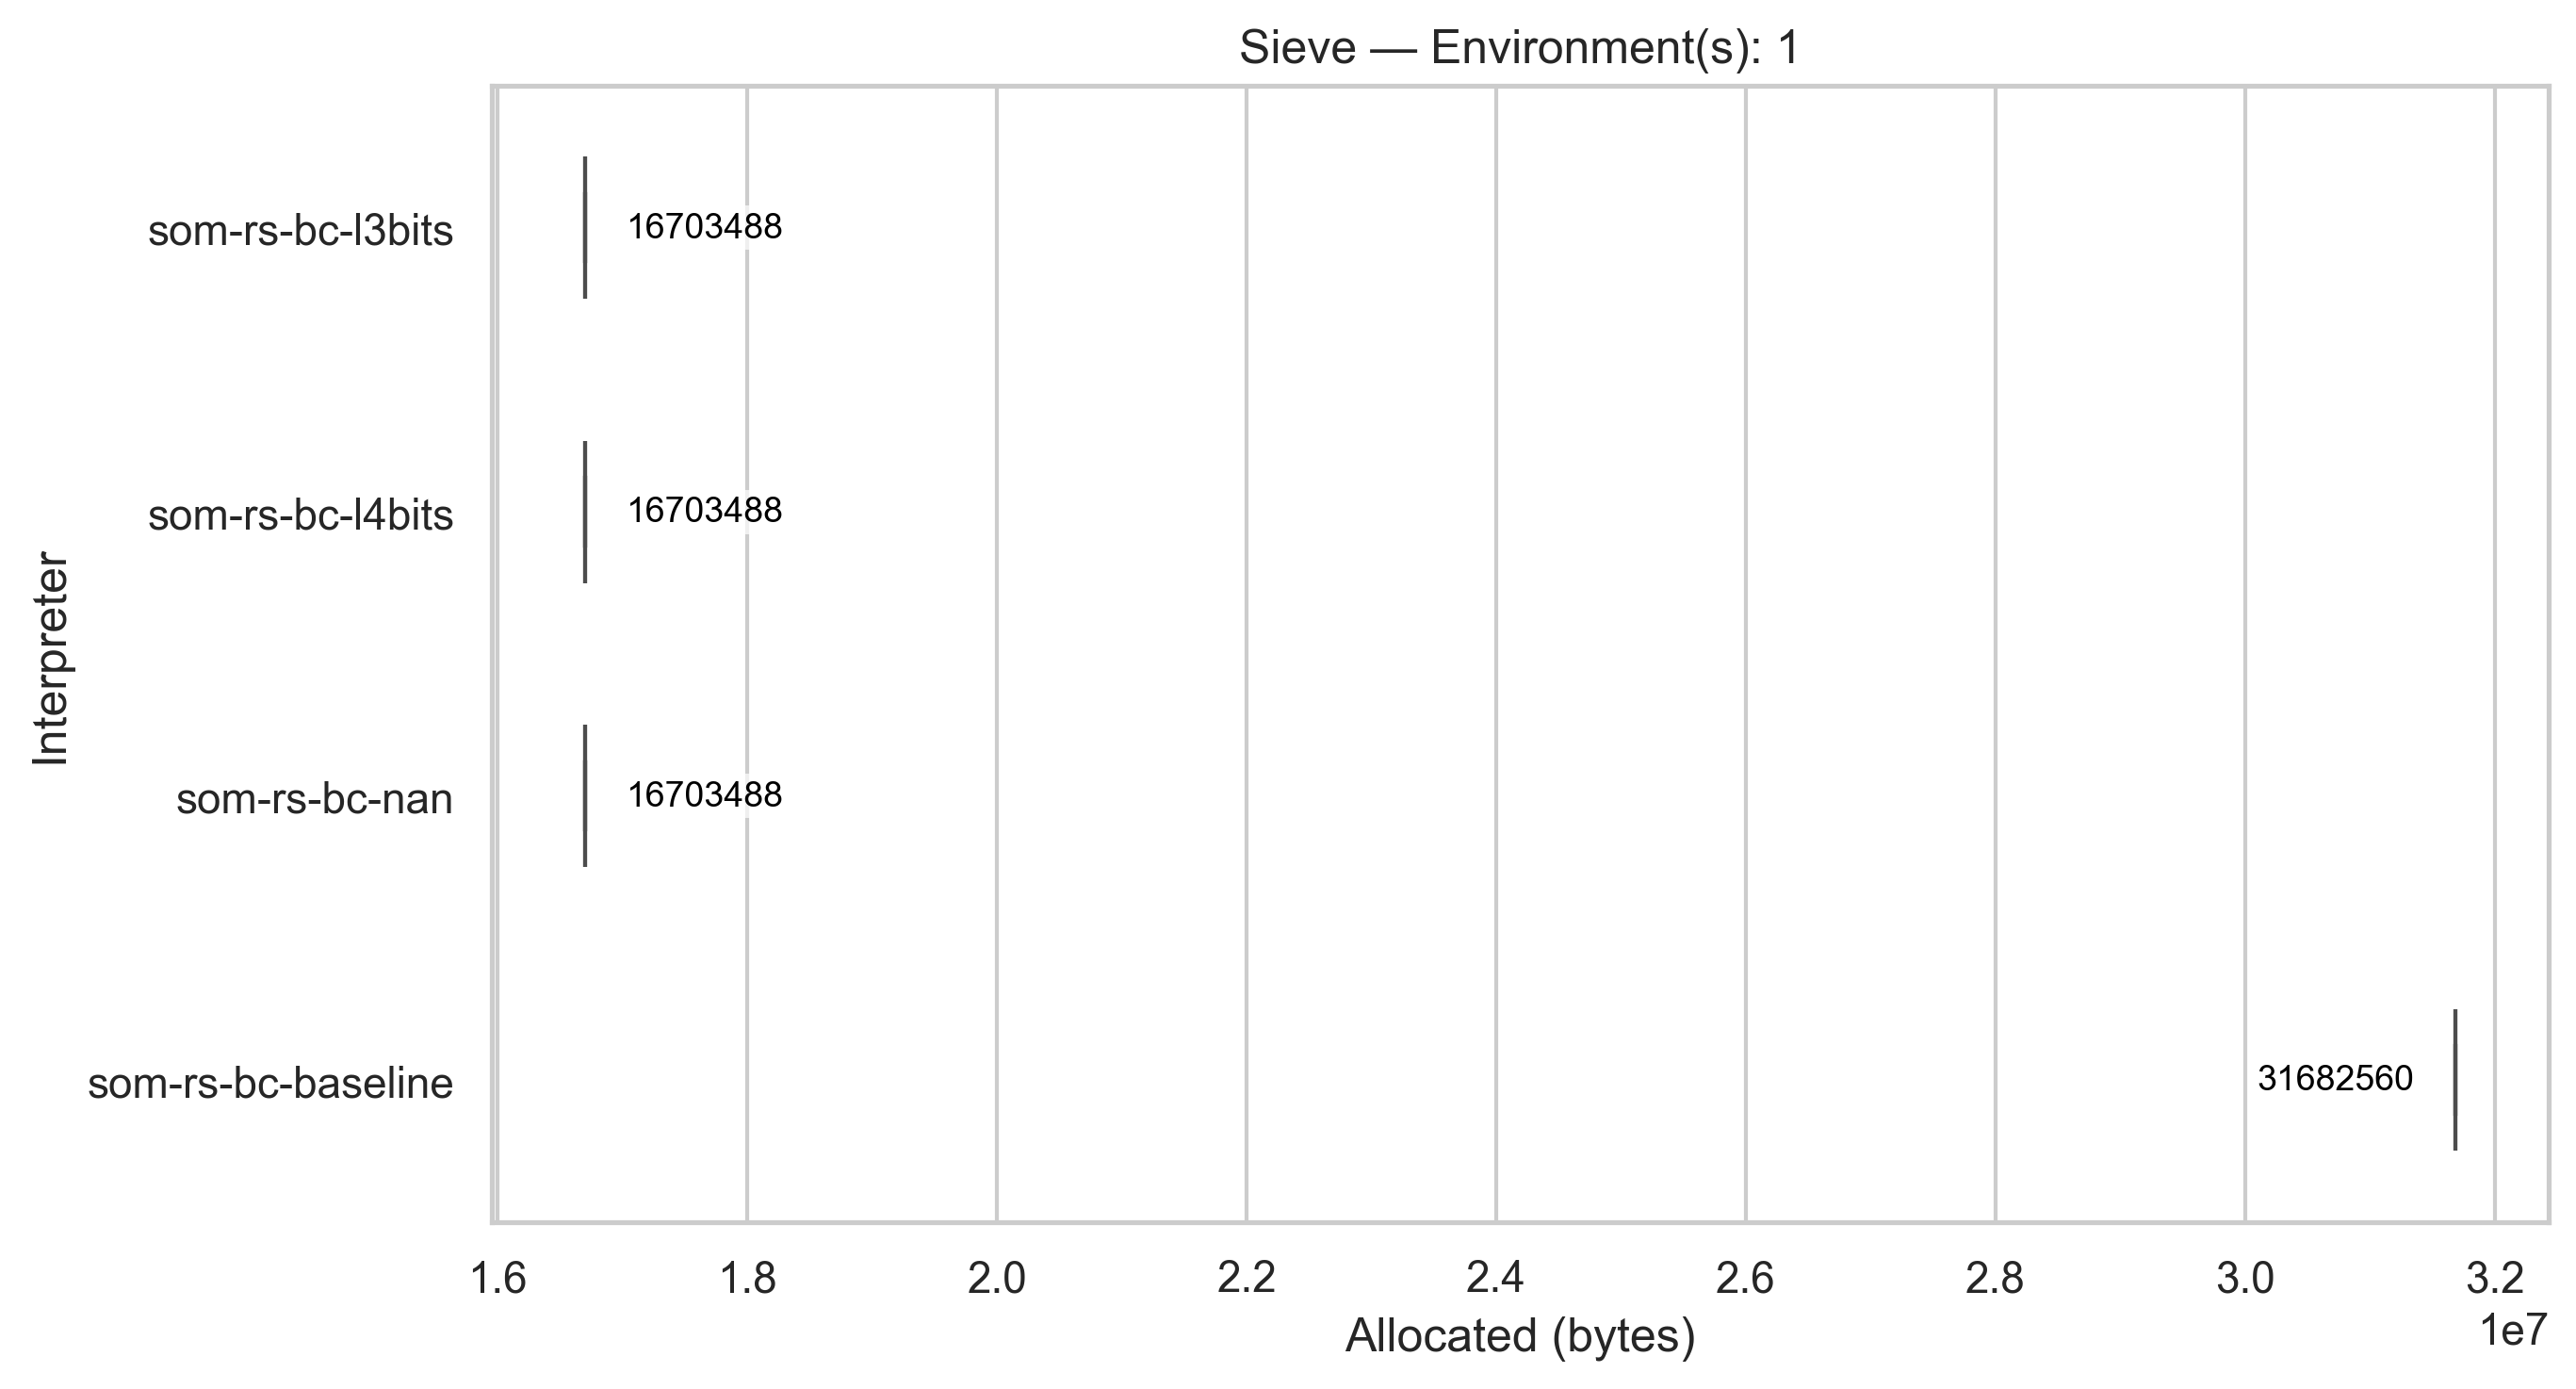 Sieve — Environment(s): 1
Interpreter
som-rs-bc-l3bits
16703488
som-rs-bc-l4bits
16703488
som-rs-bc-nan
16703488
som-rs-bc-baseline
31682560
1.6 1.8 2.0 2.2 2.4 2.6 2.8 3.0 3.2
1e7
Allocated (bytes)